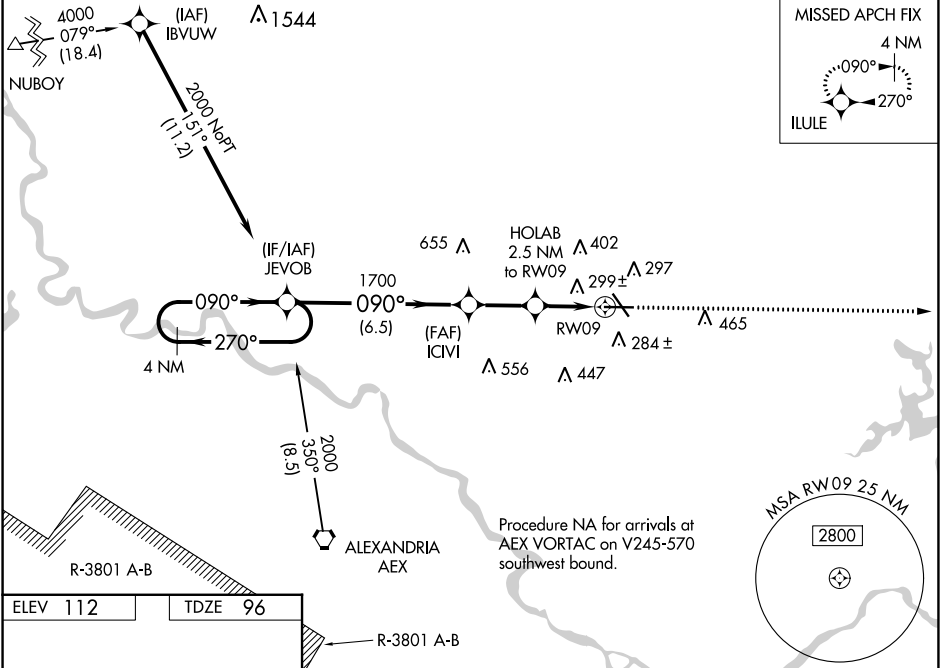 4000
079°
(18.4)
NUBOY
(IAF)
IBVUW
1544
2000 NoPT
151°
(11.2)
MISSED APCH FIX
4 NM
090°
270°
ILULE
(IF/IAF)
JEVOB
090°
270°
4 NM
1700
090°
(6.5)
655
(FAF)
ICIVI
HOLAB
2.5 NM
to RW09
402
299±
297
RW09
465
284±
556
447
2000
350°
(8.5)
ALEXANDRIA
AEX
Procedure NA for arrivals at
AEX VORTAC on V245-570
southwest bound.
MSA RW09 25 NM
2800
R-3801 A-B
ELEV 112
TDZE 96
R-3801 A-B